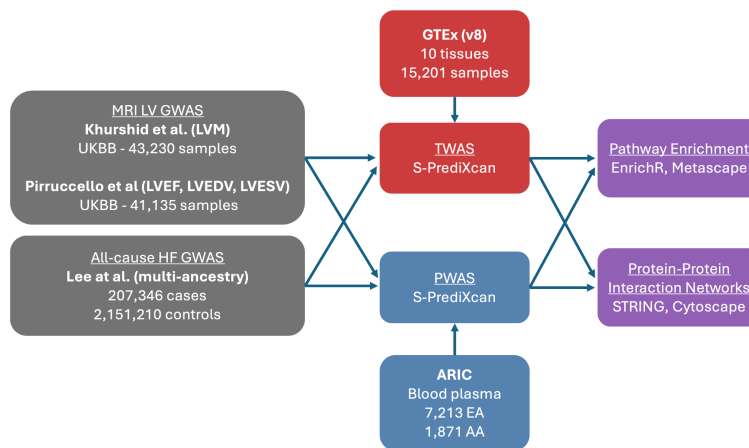 GTEx (v8)
10 tissues
15,201 samples
MRI LV GWAS
Khurshid et al. (LVM)
UKBB - 43,230 samples
Pirruccello et al (LVEF, LVEDV, LVESV)
UKBB - 41,135 samples
All-cause HF GWAS
Lee at al. (multi-ancestry)
207,346 cases
2,151,210 controls
TWAS
S-PrediXcan
PWAS
S-PrediXcan
ARIC
Blood plasma
7,213 EA
1,871 AA
Pathway Enrichment
EnrichR, Metascape
Protein-Protein
Interaction Networks
STRING, Cytoscape